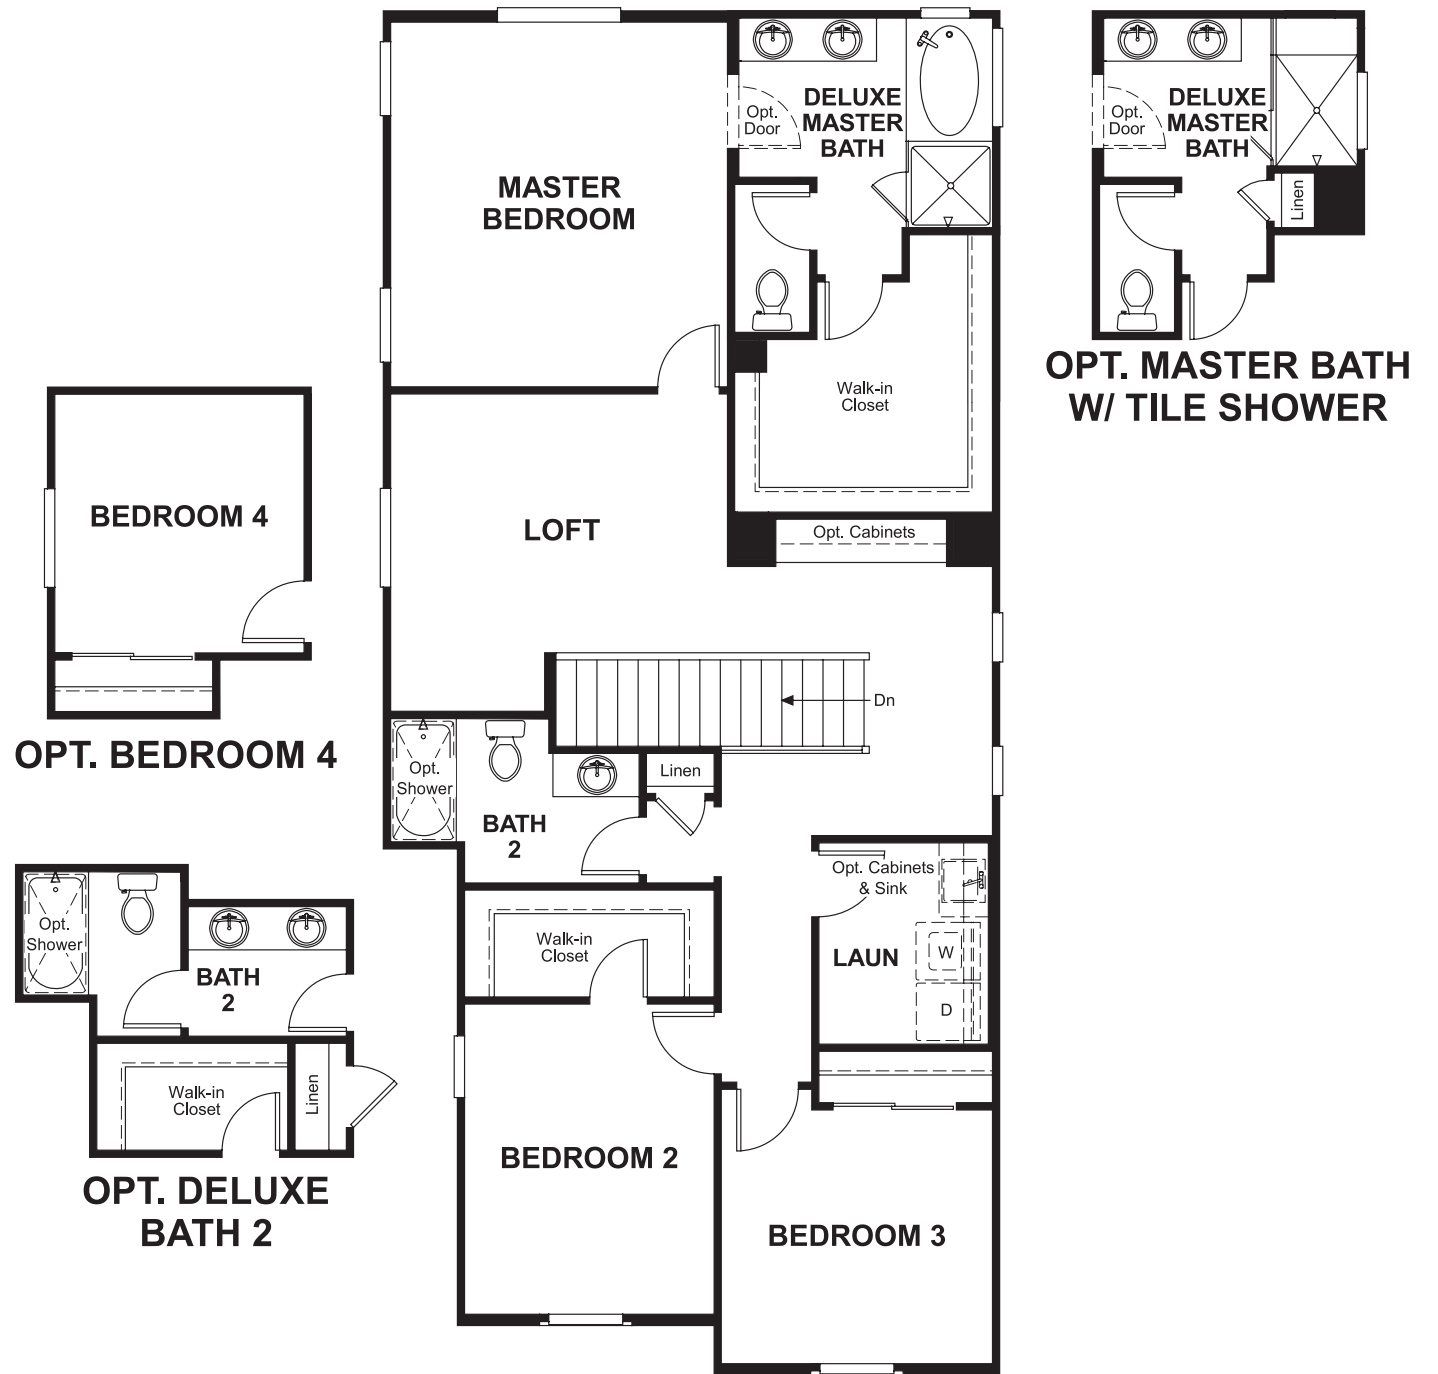 DELUXE
MASTER
BATH
Opt.
Door
MASTER
BEDROOM
Walk-in
Closet
LOFT
Opt. Cabinets
Dn
Opt.
Shower
BATH
2
Linen
Opt. Cabinets
& Sink
LAUN
W
D
Walk-in
Closet
BEDROOM 2
BEDROOM 3
DELUXE
MASTER
BATH
Opt.
Door
Linen
OPT. MASTER BATH
W/ TILE SHOWER
BEDROOM 4
OPT. BEDROOM 4
Opt.
Shower
BATH
2
Walk-in
Closet
Linen
OPT. DELUXE
BATH 2